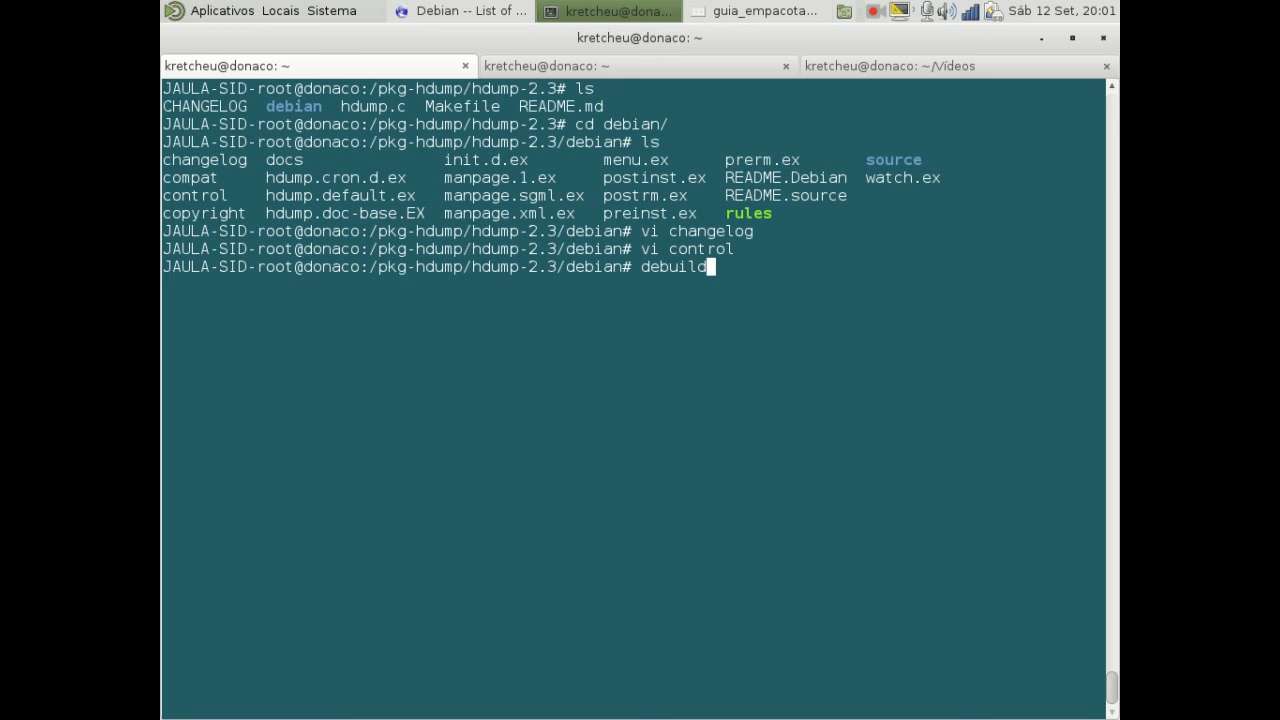 Aplicativos Locais Sistema Debian -- List of ... kretcheu@dona... guia_empacota... Sáb 12 Set, 20:01
kretcheu@donaco: ~
kretcheu@donaco: ~ kretcheu@donaco: ~ kretcheu@donaco: ~/Vídeos
JAULA-SID-root@donaco:/pkg-hdump/hdump-2.3# ls
CHANGELOG debian hdump.c Makefile README.md
JAULA-SID-root@donaco:/pkg-hdump/hdump-2.3# cd debian/
JAULA-SID-root@donaco:/pkg-hdump/hdump-2.3/debian# ls
changelog docs init.d.ex menu.ex prerm.ex source
compat hdump.cron.d.ex manpage.1.ex postinst.ex README.Debian watch.ex
control hdump.default.ex manpage.sgml.ex postrm.ex README.source
copyright hdump.doc-base.EX manpage.xml.ex preinst.ex rules
JAULA-SID-root@donaco:/pkg-hdump/hdump-2.3/debian# vi changelog
JAULA-SID-root@donaco:/pkg-hdump/hdump-2.3/debian# vi control
JAULA-SID-root@donaco:/pkg-hdump/hdump-2.3/debian# debuild